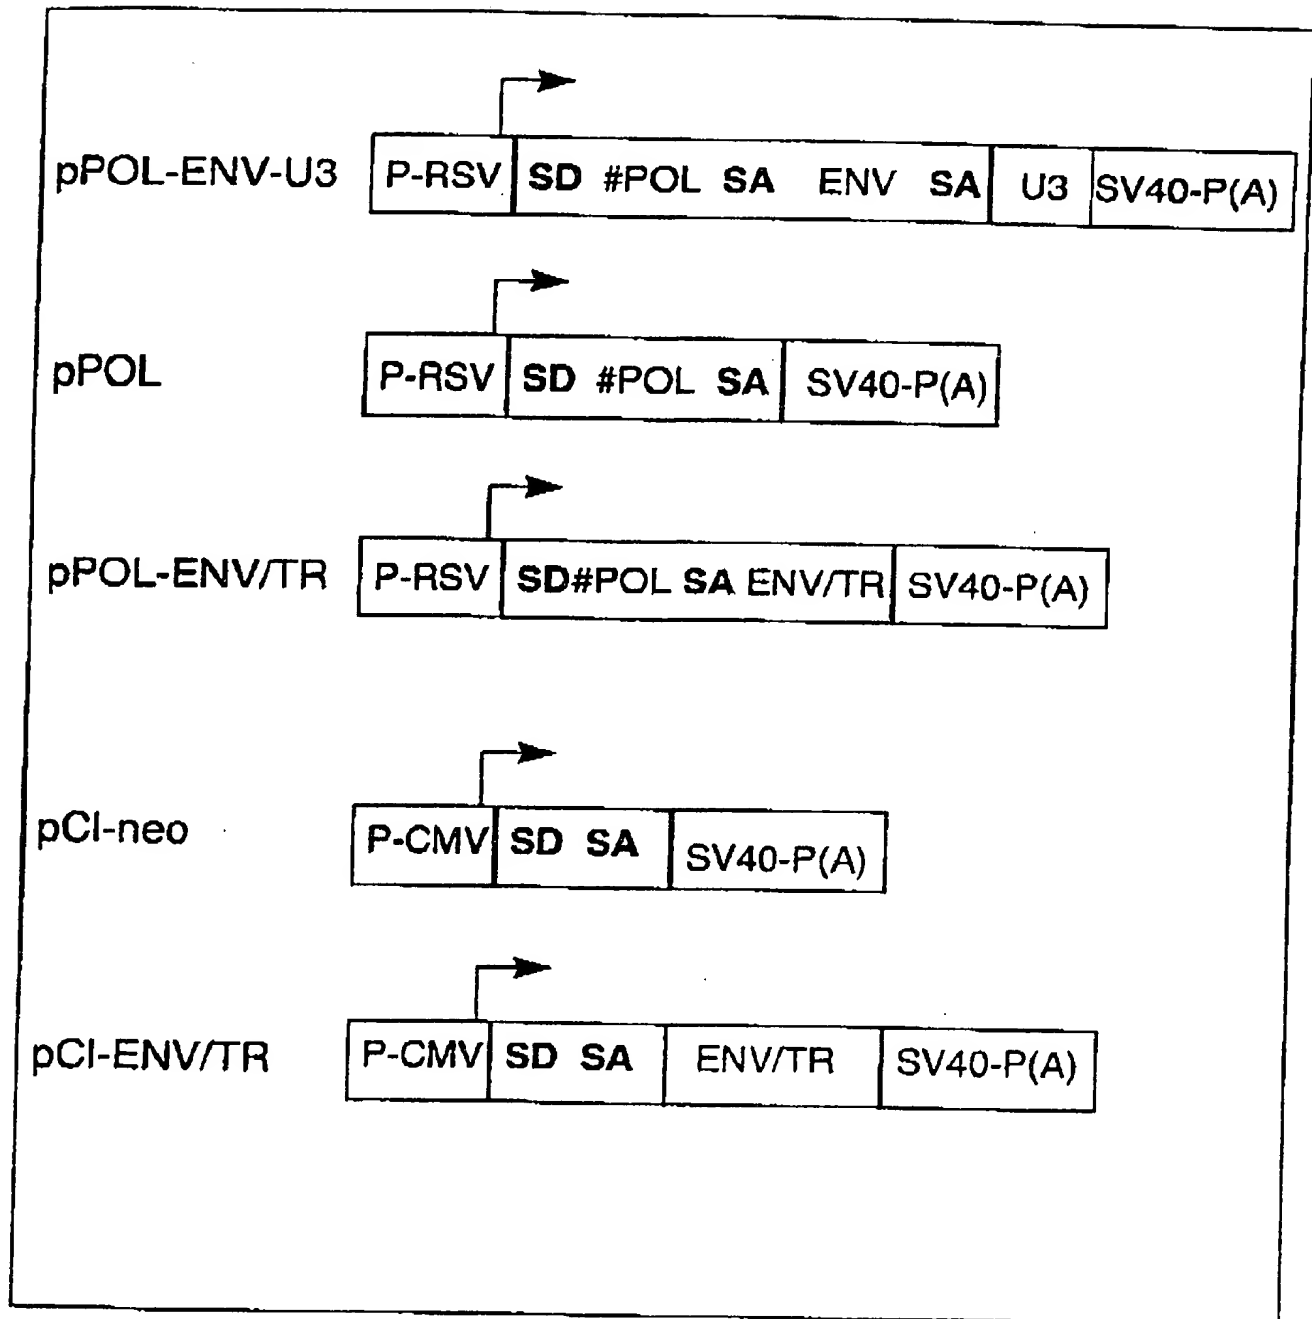 pPOL-ENV-U3 P-RSV SD #POL SA ENV SA U3 SV40-P(A)
pPOL P-RSV SD #POL SA SV40-P(A)
pPOL-ENV/TR P-RSV SD#POL SA ENV/TR SV40-P(A)
pCI-neo P-CMV SD SA SV40-P(A)
pCI-ENV/TR P-CMV SD SA ENV/TR SV40-P(A)